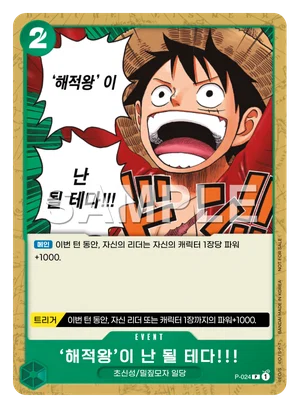 2
‘해적왕’이
난
될 테다!!!
SAMPLE
메인 이번 턴 동안, 자신의 리더는 자신의 캐릭터 1장당 파워
+1000.
트리거 이번 턴 동안, 자신 리더 또는 캐릭터 1장까지의 파워+1000.
EVENT
‘해적왕’이 난 될 테다!!!
초신성/밀짚모자 일당
P-024 P 1
NOT FOR SALE